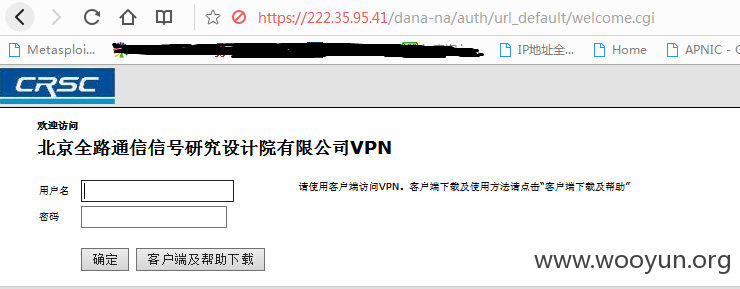 https://222.35.95.41/dana-na/auth/url_default/welcome.cgi
Metasploi... IP地址全... Home APNIC - G
CRSC
欢迎访问
北京全路通信信号研究设计院有限公司VPN
用户名
请使用客户端访问VPN。客户端下载及使用方法请点击“客户端下载及帮助”
密码
确定 客户端及帮助下载
www.wooyun.org